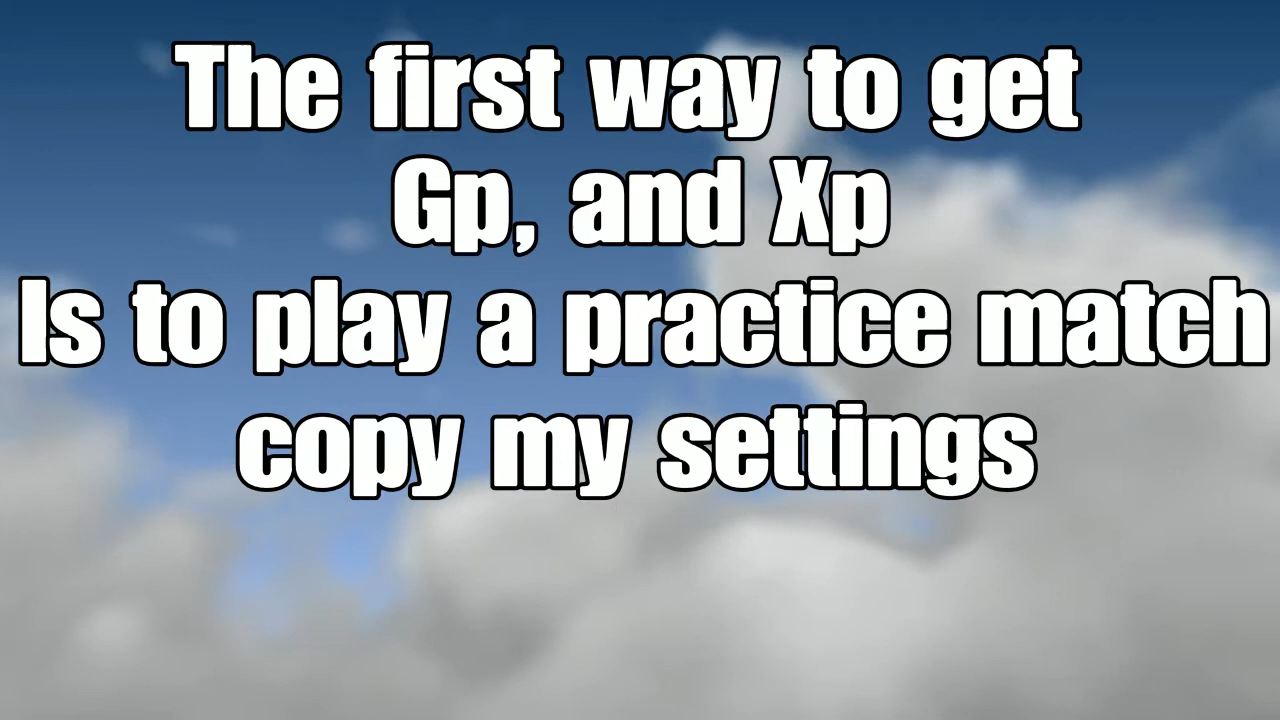 The first way to get
Gp, and Xp
Is to play a practice match
copy my settings